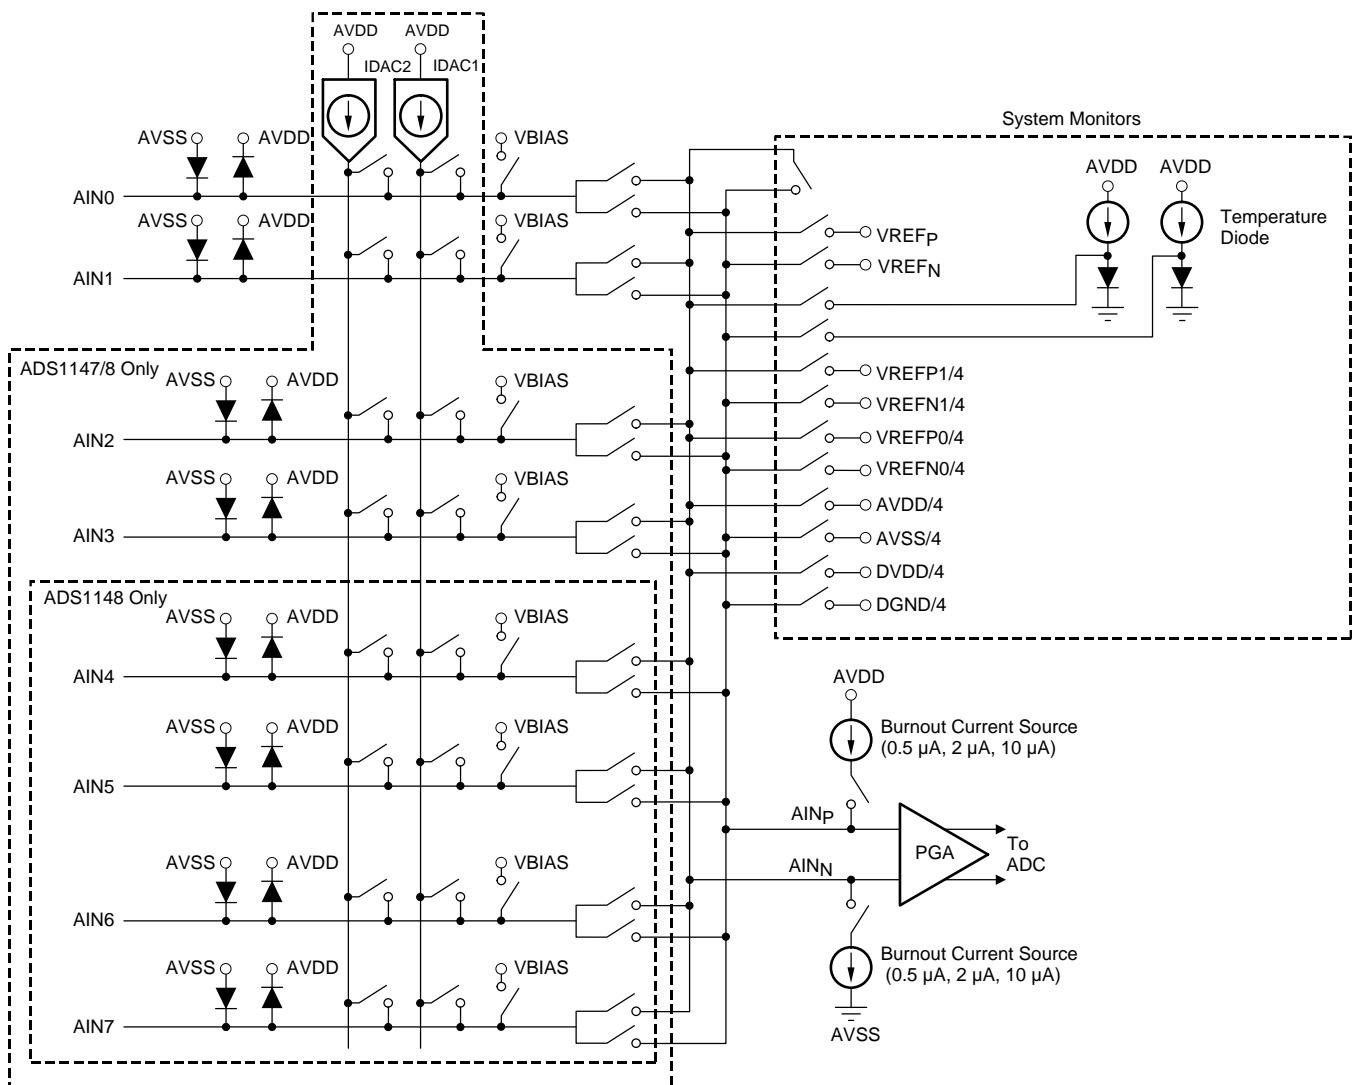 AVDD AVDD
IDAC2 IDAC1
System Monitors
AVSS AVDD VBIAS
AIN0
AVDD AVDD
Temperature
Diode
AVSS AVDD VBIAS
AIN1
VREFP
VREFN
ADS1147/8 Only
AVSS AVDD VBIAS
AIN2
VREFP1/4
VREFN1/4
VREFP0/4
VREFN0/4
AVSS AVDD VBIAS
AIN3
AVDD/4
AVSS/4
DVDD/4
DGND/4
ADS1148 Only
AVSS AVDD VBIAS
AIN4
AVSS AVDD VBIAS
AIN5
AVDD
Burnout Current Source
(0.5 µA, 2 µA, 10 µA)
AINP
AINN
PGA
To
ADC
AVSS AVDD VBIAS
AIN6
Burnout Current Source
(0.5 µA, 2 µA, 10 µA)
AVSS
AVSS AVDD VBIAS
AIN7